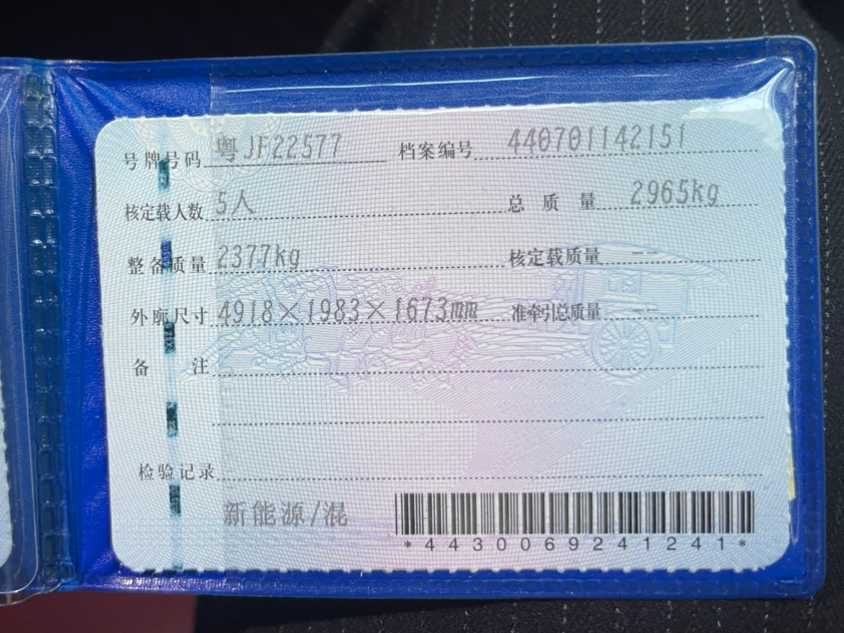 号牌号码 粤JF22577 档案编号 440701142151
核定载人数 5人 总质量 2965kg
整备质量 2377kg 核定载质量 --
外廓尺寸 4918×1983×1673mm 准牵引总质量 --
备注
检验记录
新能源/混
*4430069241241*